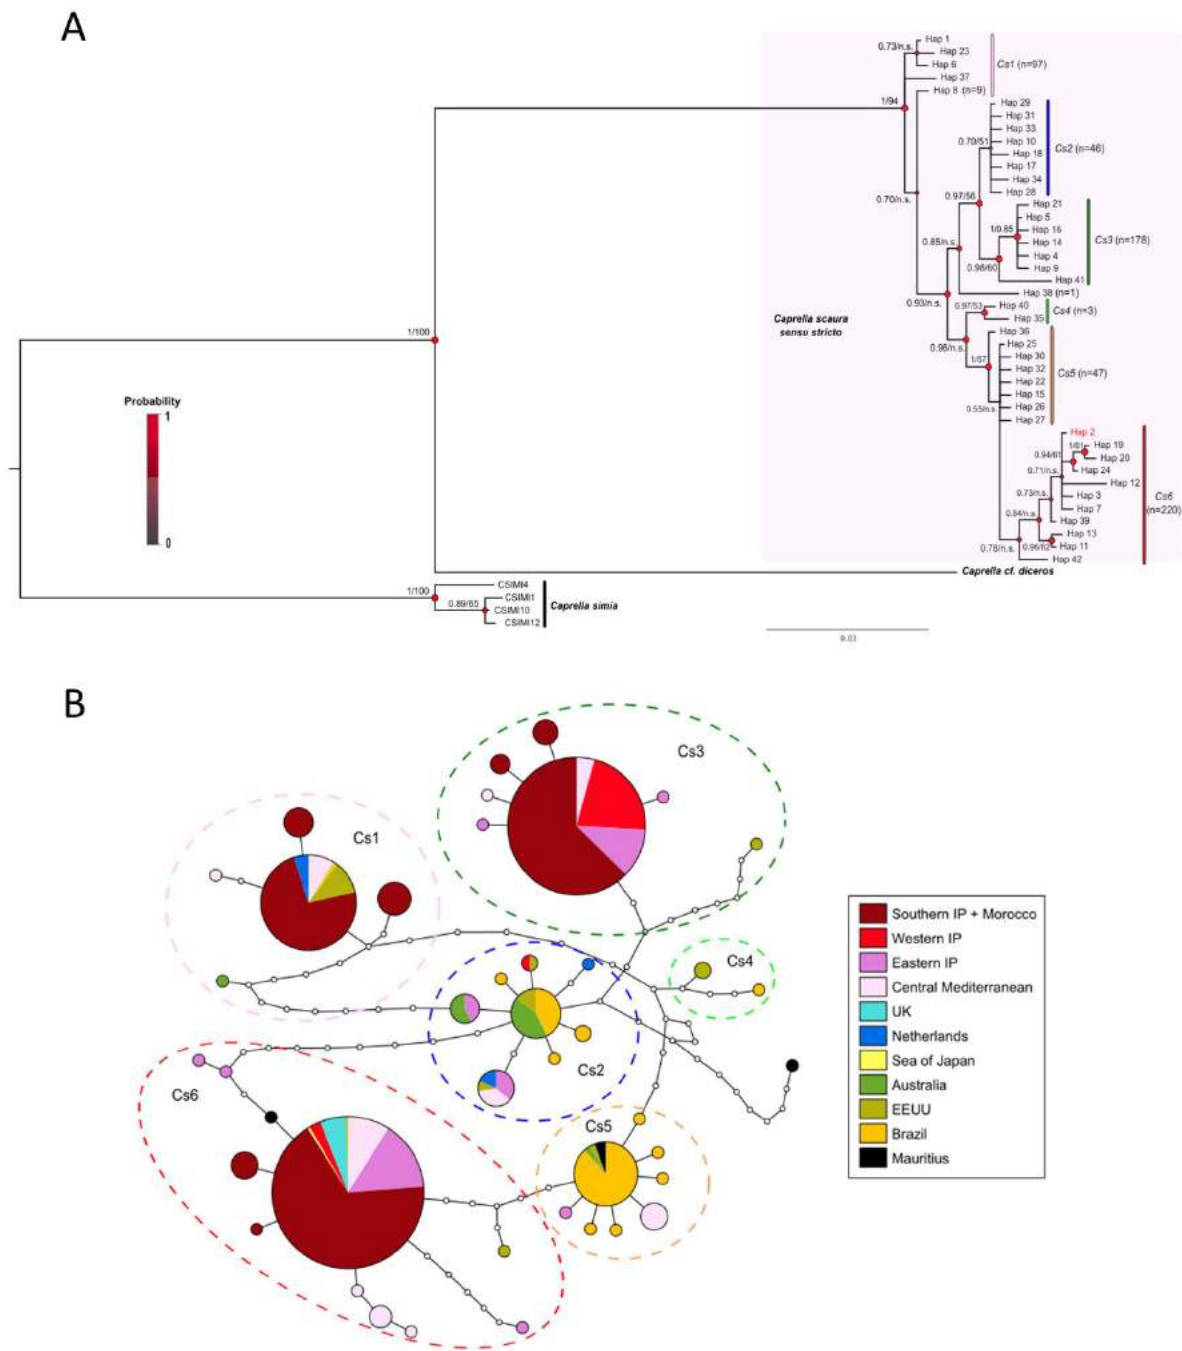 A
Hap 1
0.73/n.s.
Hap 23
Hap 6
Cs1 (n=97)
Hap 37
Hap 8 (n=9)
1/94
Hap 29
Hap 31
Hap 33
0.70/51
Hap 10
Hap 18
Cs2 (n=46)
Hap 17
Hap 34
Hap 28
0.97/56
0.70/n.s.
Hap 21
Hap 5
1/0.85
Hap 16
Hap 14
Cs3 (n=178)
0.85/n.s.
Hap 4
0.98/60
Hap 9
Hap 41
Hap 38 (n=1)
0.93/n.s.
0.97/53
Hap 40
Cs4 (n=3)
Hap 35
Caprella scaura
sensu stricto
1/100
Hap 36
0.96/n.s.
Hap 25
Hap 30
1/57
Hap 32
Cs5 (n=47)
Hap 22
Hap 15
0.55/n.s.
Hap 26
Hap 27
Probability
1
0
Hap 2
1/61
Hap 19
0.94/61
Hap 20
0.71/n.s.
Hap 24
Hap 12
0.73/n.s.
Hap 3
Cs6
(n=220)
Hap 7
0.84/n.s.
Hap 39
Hap 13
0.78/n.s.
0.96/62
Hap 11
Hap 42
Caprella cf. diceros
1/100
CSIMI4
0.89/65
CSIMI1
CSIMI10
Caprella simia
CSIMI12
0.03
B
Cs3
Cs1
Cs4
Cs2
Cs6
Cs5
Southern IP + Morocco
Western IP
Eastern IP
Central Mediterranean
UK
Netherlands
Sea of Japan
Australia
EEUU
Brazil
Mauritius